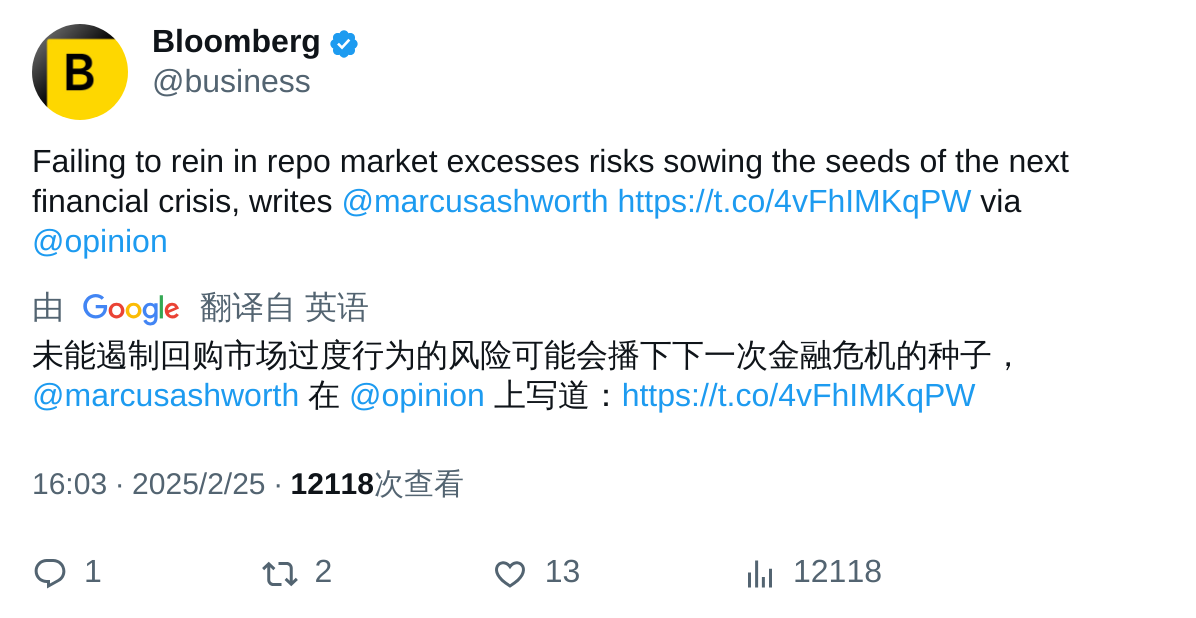 B
Bloomberg
@business
Failing to rein in repo market excesses risks sowing the seeds of the next
financial crisis, writes @marcusashworth https://t.co/4vFhIMKqPW via
@opinion
由 Google 翻译自 英语
未能遏制回购市场过度行为的风险可能会播下下一次金融危机的种子，
@marcusashworth 在 @opinion 上写道：https://t.co/4vFhIMKqPW
16:03 · 2025/2/25 · 12118次查看
1 2 13 12118